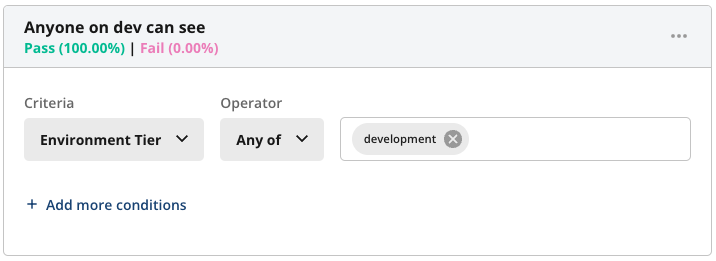 Anyone on dev can see
Pass (100.00%) | Fail (0.00%)
Criteria
Operator
Environment Tier
Any of
development
+ Add more conditions